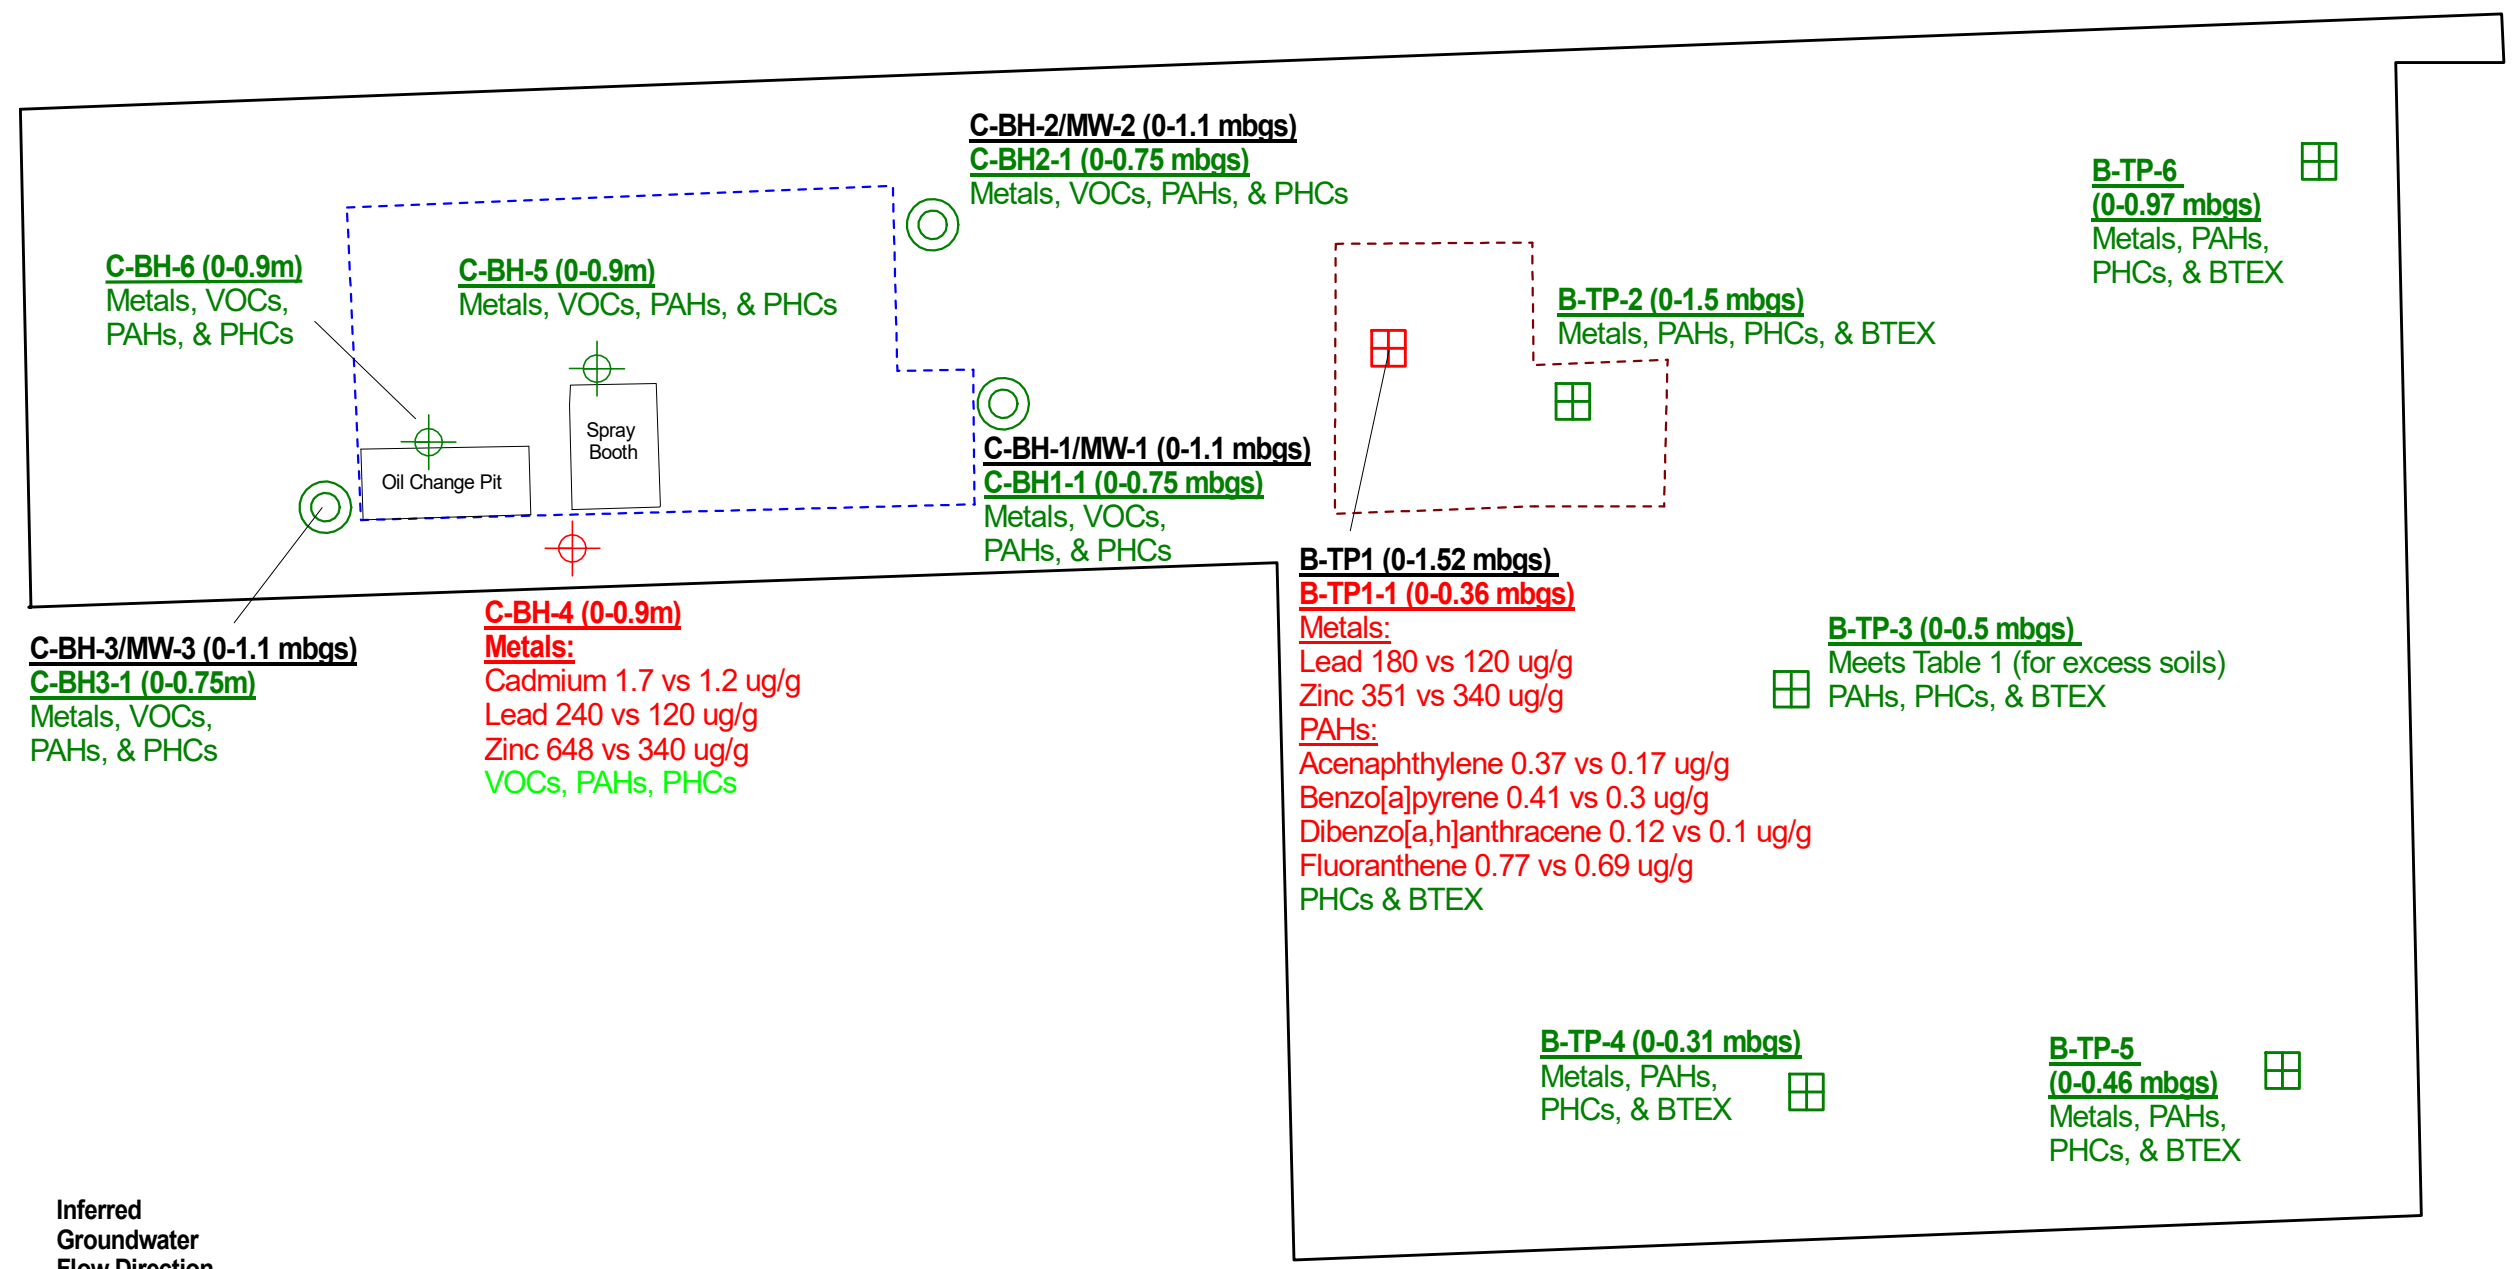 C-BH-2/MW-2 (0-1.1 mbgs)
C-BH2-1 (0-0.75 mbgs)
Metals, VOCs, PAHs, & PHCs
B-TP-6
(0-0.97 mbgs)
Metals, PAHs,
PHCs, & BTEX
C-BH-6 (0-0.9m)
Metals, VOCs,
PAHs, & PHCs
C-BH-5 (0-0.9m)
Metals, VOCs, PAHs, & PHCs
B-TP-2 (0-1.5 mbgs)
Metals, PAHs, PHCs, & BTEX
Spray
Booth
Oil Change Pit
C-BH-1/MW-1 (0-1.1 mbgs)
C-BH1-1 (0-0.75 mbgs)
Metals, VOCs,
PAHs, & PHCs
C-BH-3/MW-3 (0-1.1 mbgs)
C-BH3-1 (0-0.75m)
Metals, VOCs,
PAHs, & PHCs
C-BH-4 (0-0.9m)
Metals:
Cadmium 1.7 vs 1.2 ug/g
Lead 240 vs 120 ug/g
Zinc 648 vs 340 ug/g
VOCs, PAHs, PHCs
B-TP1 (0-1.52 mbgs)
B-TP1-1 (0-0.36 mbgs)
Metals:
Lead 180 vs 120 ug/g
Zinc 351 vs 340 ug/g
PAHs:
Acenaphthylene 0.37 vs 0.17 ug/g
Benzo[a]pyrene 0.41 vs 0.3 ug/g
Dibenzo[a,h]anthracene 0.12 vs 0.1 ug/g
Fluoranthene 0.77 vs 0.69 ug/g
PHCs & BTEX
B-TP-3 (0-0.5 mbgs)
Meets Table 1 (for excess soils)
PAHs, PHCs, & BTEX
B-TP-4 (0-0.31 mbgs)
Metals, PAHs,
PHCs, & BTEX
B-TP-5
(0-0.46 mbgs)
Metals, PAHs,
PHCs, & BTEX
Inferred
Groundwater
Flow Direction